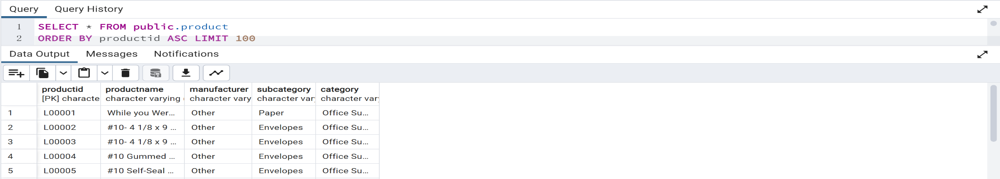 Query Query History
1 SELECT * FROM public.product
2 ORDER BY productid ASC LIMIT 100
Data Output Messages Notifications
productid productname manufacturer subcategory category
[PK] characte character varying character vary character var character var
1 L00001 While you Wer... Other Paper Office Su...
2 L00002 #10- 4 1/8 x 9 ... Other Envelopes Office Su...
3 L00003 #10- 4 1/8 x 9 ... Other Envelopes Office Su...
4 L00004 #10 Gummed ... Other Envelopes Office Su...
5 L00005 #10 Self-Seal ... Other Envelopes Office Su...